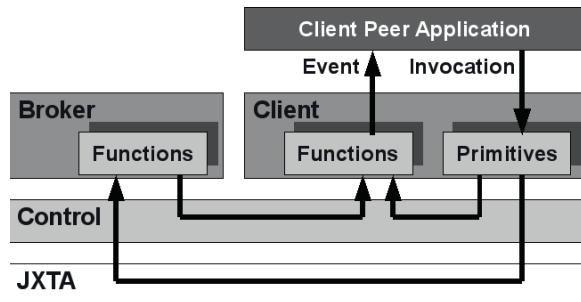 Client Peer Application
Event Invocation
Broker Client
Functions Functions Primitives
Control
JXTA